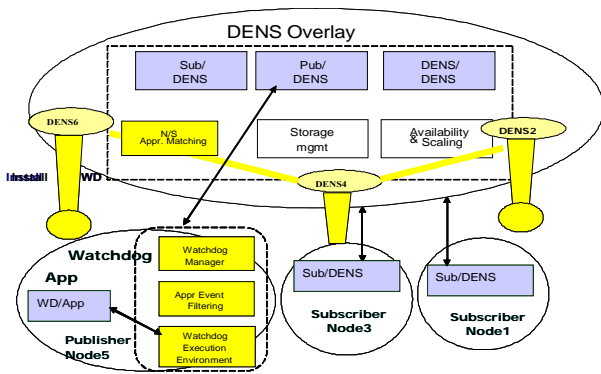 DENS Overlay
Sub/
DENS
Pub/
DENS
DENS/
DENS
DENS6
N/S
Appr. Matching
Storage
mgmt
Availability
& Scaling
DENS2
Install WD
DENS4
Watchdog
App
WD/App
Publisher
Node5
Watchdog
Manager
Appr Event
Filtering
Watchdog
Execution
Environment
Sub/DENS
Subscriber
Node3
Sub/DENS
Subscriber
Node1